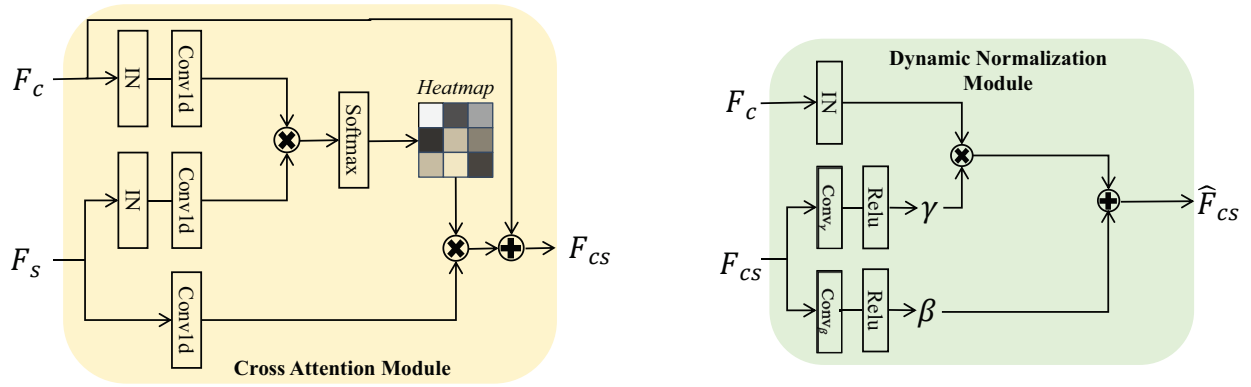 F_c
IN
Conv1d
Softmax
Heatmap
IN
Conv1d
F_s
Conv1d
F_cs
Cross Attention Module
Dynamic Normalization
Module
F_c
IN
Conv_γ
Relu
γ
F̂_cs
F_cs
Conv_β
Relu
β